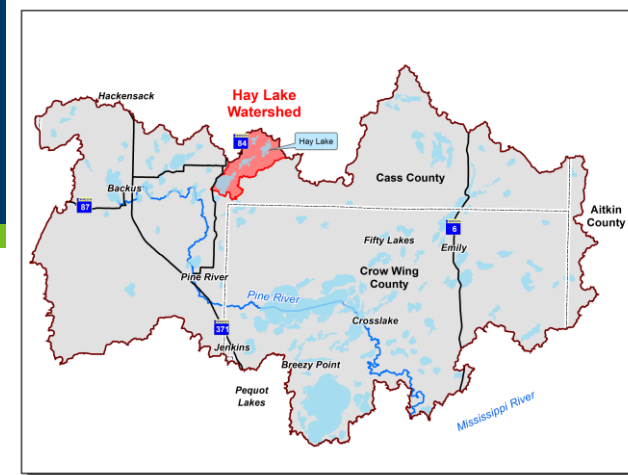 Hackensack
Hay Lake
Watershed
84
Hay Lake
Cass County
Backus
87
Aitkin
County
6
Fifty Lakes
Emily
Crow Wing
County
Pine River
Pine River
Crosslake
371
Jenkins
Breezy Point
Pequot
Lakes
Mississippi River